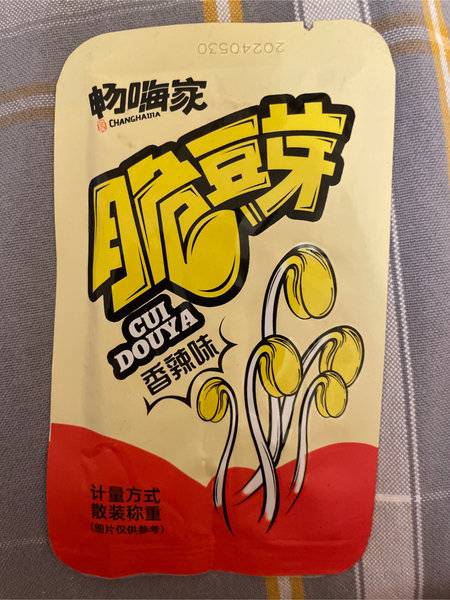 20240530
畅嗨家
CHANGHAIJIA
脆豆芽
CUI
DOUYA
香辣味
计量方式
散装称重
(图片仅供参考)